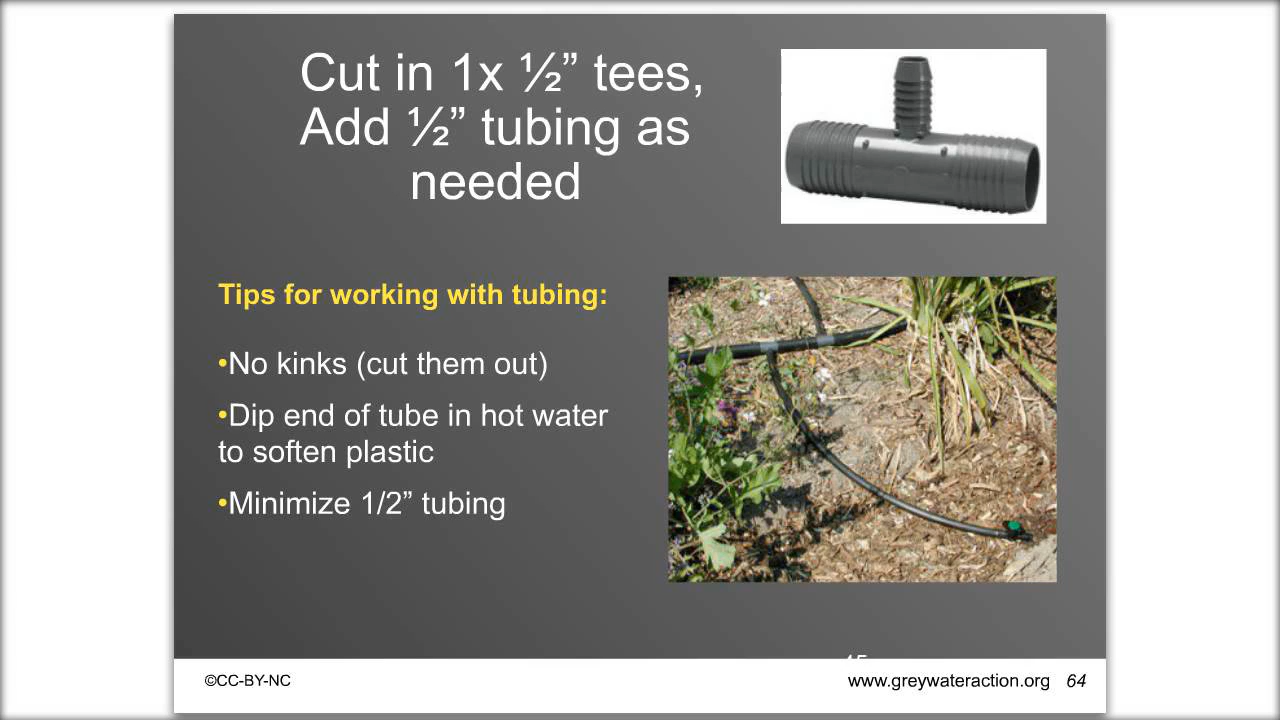 Cut in 1x ½” tees,
Add ½” tubing as
needed
Tips for working with tubing:
•No kinks (cut them out)
•Dip end of tube in hot water
to soften plastic
•Minimize 1/2” tubing
©CC-BY-NC
www.greywateraction.org 64